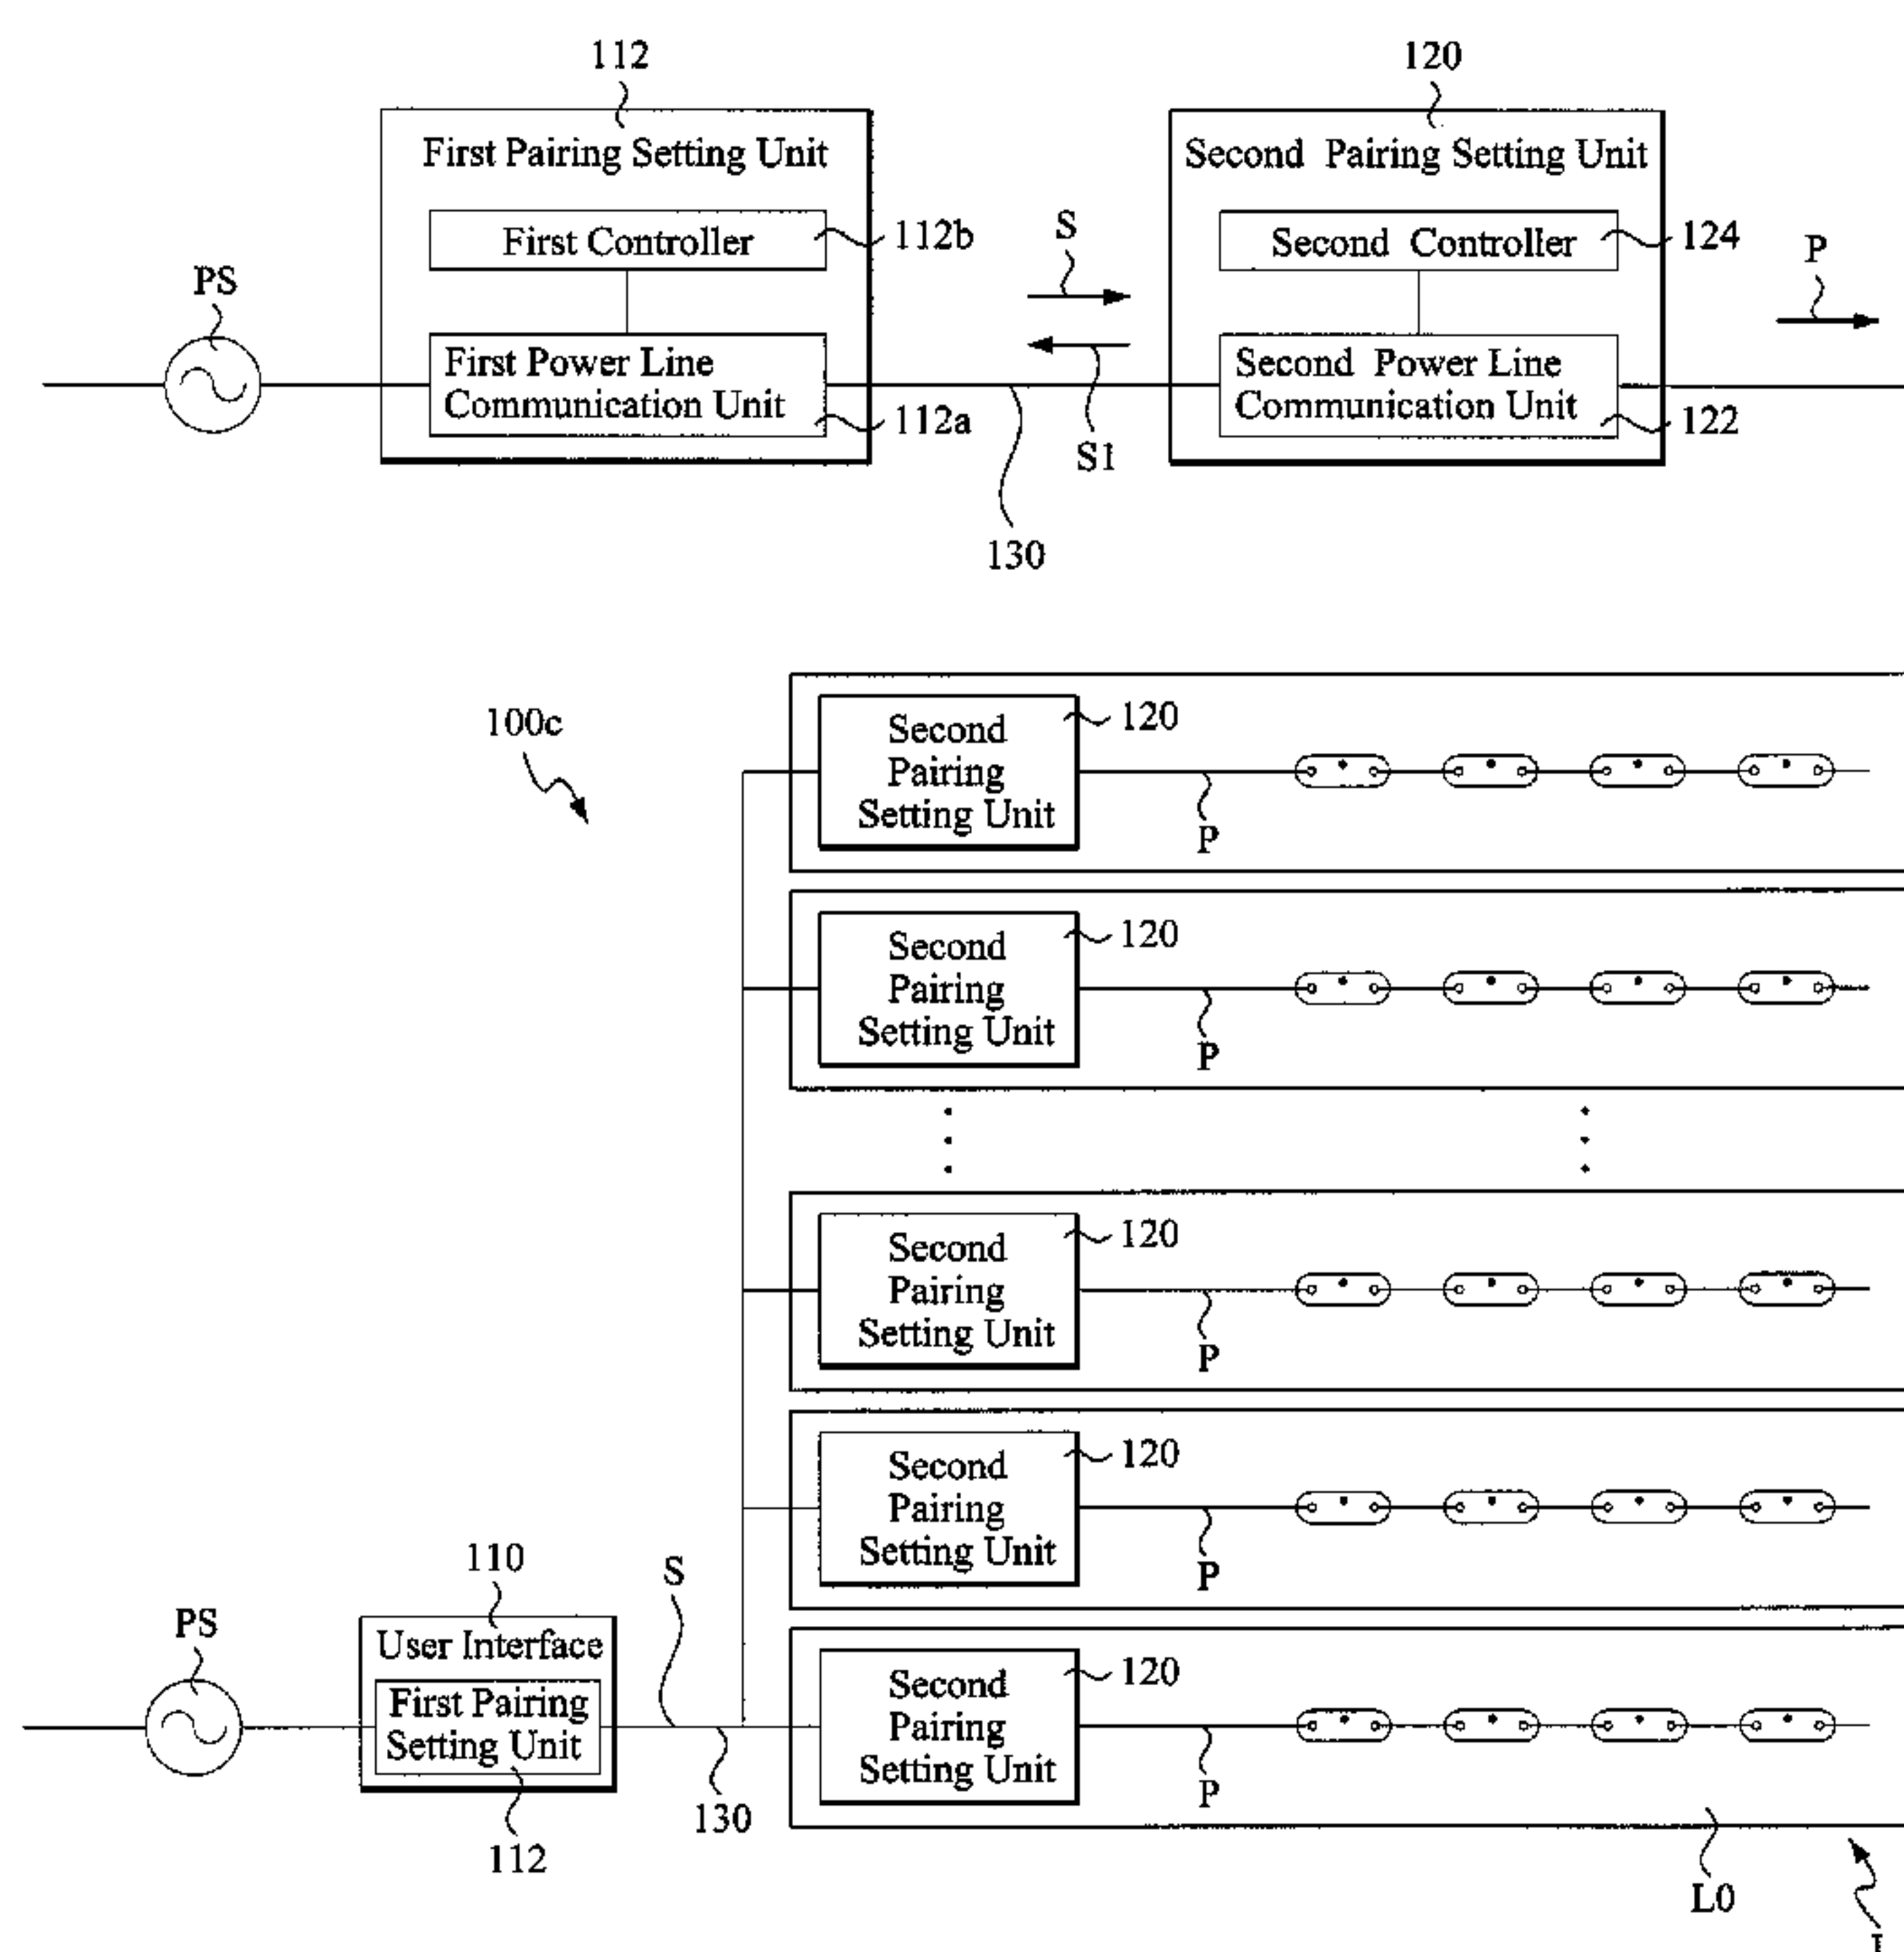 112
First Pairing Setting Unit
First Controller
112b
First Power Line
Communication Unit
112a
PS
S
S1
130
120
Second Pairing Setting Unit
Second Controller
124
Second Power Line
Communication Unit
122
P
100c
Second
Pairing
Setting Unit
120
P
Second
Pairing
Setting Unit
120
P
Second
Pairing
Setting Unit
120
P
Second
Pairing
Setting Unit
120
P
PS
110
User Interface
First Pairing
Setting Unit
112
S
130
Second
Pairing
Setting Unit
120
P
L0